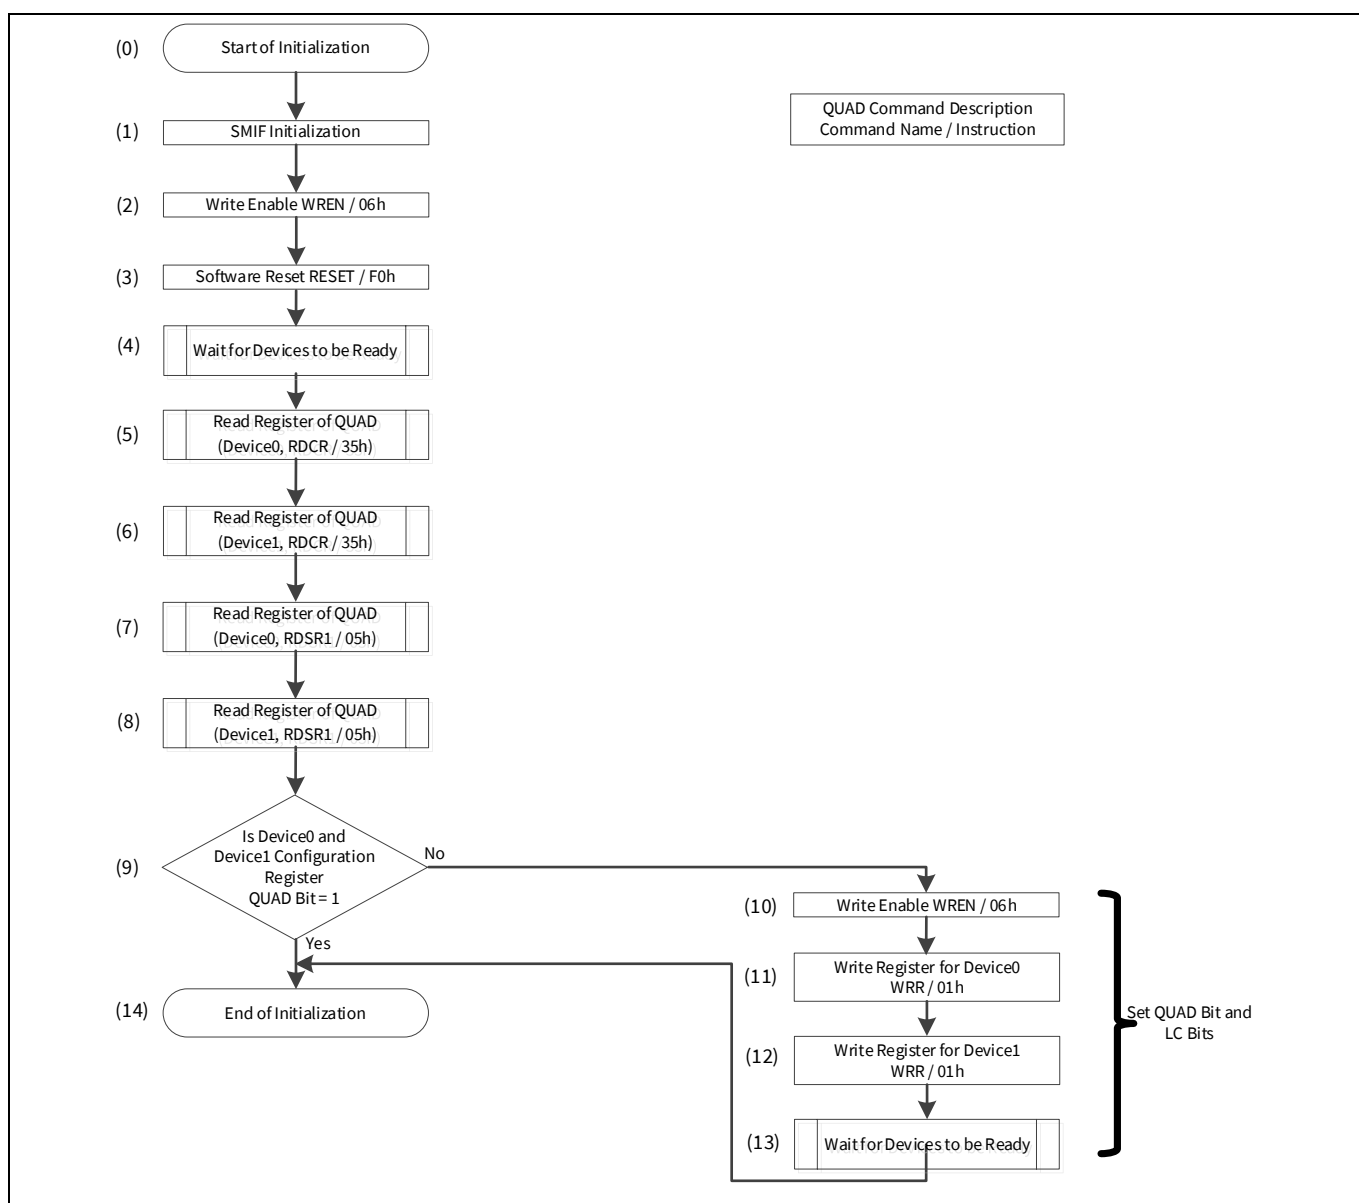 (0)
Start of Initialization
QUAD Command Description
Command Name / Instruction
(1)
SMIF Initialization
(2)
Write Enable WREN / 06h
(3)
Software Reset RESET / F0h
(4)
Wait for Devices to be Ready
(5)
Read Register of QUAD
(Device0, RDCR / 35h)
(6)
Read Register of QUAD
(Device1, RDCR / 35h)
(7)
Read Register of QUAD
(Device0, RDSR1 / 05h)
(8)
Read Register of QUAD
(Device1, RDSR1 / 05h)
(9)
Is Device0 and
Device1 Configuration
Register
QUAD Bit = 1
No
Yes
(10)
Write Enable WREN / 06h
(11)
Write Register for Device0
WRR / 01h
(12)
Write Register for Device1
WRR / 01h
(13)
Wait for Devices to be Ready
Set QUAD Bit and
LC Bits
(14)
End of Initialization